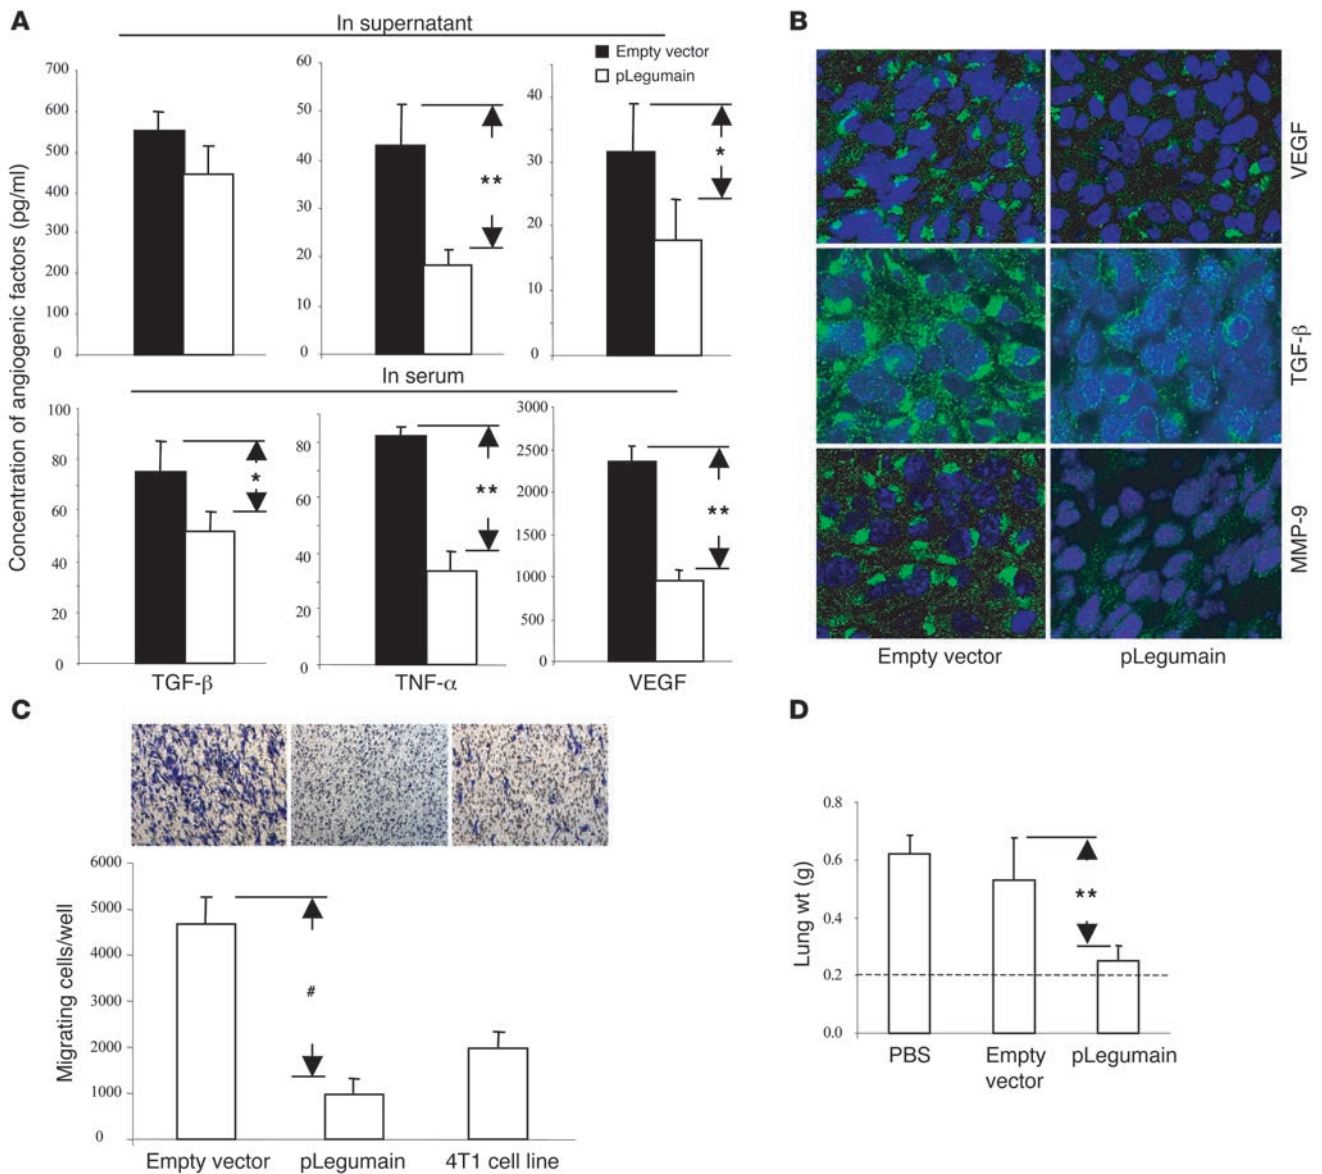 A
In supernatant
Empty vector
pLegumain
Concentration of angiogenic factors (pg/ml)
700
600
500
400
300
200
100
0
60
50
40
30
20
10
0
**
40
30
20
10
0
*
In serum
100
80
60
40
20
0
*
80
60
40
20
0
**
3000
2500
2000
1500
1000
500
0
**
TGF-β
TNF-α
VEGF
B
VEGF
TGF-β
MMP-9
Empty vector
pLegumain
C
Migrating cells/well
6000
5000
4000
3000
2000
1000
0
#
Empty vector
pLegumain
4T1 cell line
D
Lung wt (g)
0.8
0.6
0.4
0.2
0.0
**
PBS
Empty
vector
pLegumain